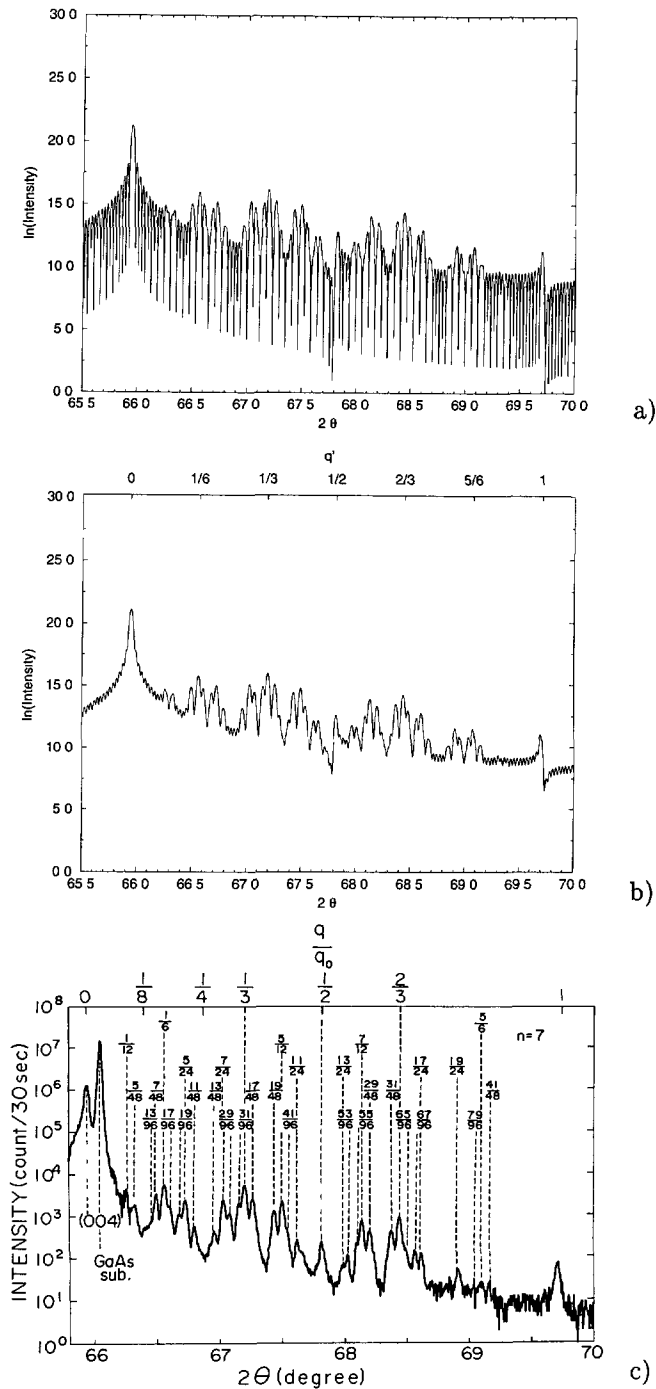 30 0
25 0
20 0
15 0
10 0
5 0
0 0
ln(Intensity)
65 5 66 0 66 5 67 0 67 5 68 0 68 5 69 0 69 5 70 0
2 θ
a)
q'
0 1/6 1/3 1/2 2/3 5/6 1
30 0
25 0
20 0
15 0
10 0
5 0
0 0
ln(Intensity)
65 5 66 0 66 5 67 0 67 5 68 0 68 5 69 0 69 5 70 0
2 θ
b)
q/q₀
0 1/8 1/4 1/3 1/2 2/3 1
10⁸
10⁷
10⁶
10⁵
10⁴
10³
10²
10¹
10⁰
INTENSITY (count/30sec)
1/6 5/6 n=7
1/12 5/24 7/24 5/12 11/24 13/24 7/12 17/24 19/24
5/48 7/48 11/48 13/48 17/48 19/48 29/48 31/48 41/48
13/96 17/96 19/96 29/96 31/96 41/96 53/96 55/96 65/96 67/96 79/96
(004)
GaAs
sub.
66 67 68 69 70
2θ (degree)
c)